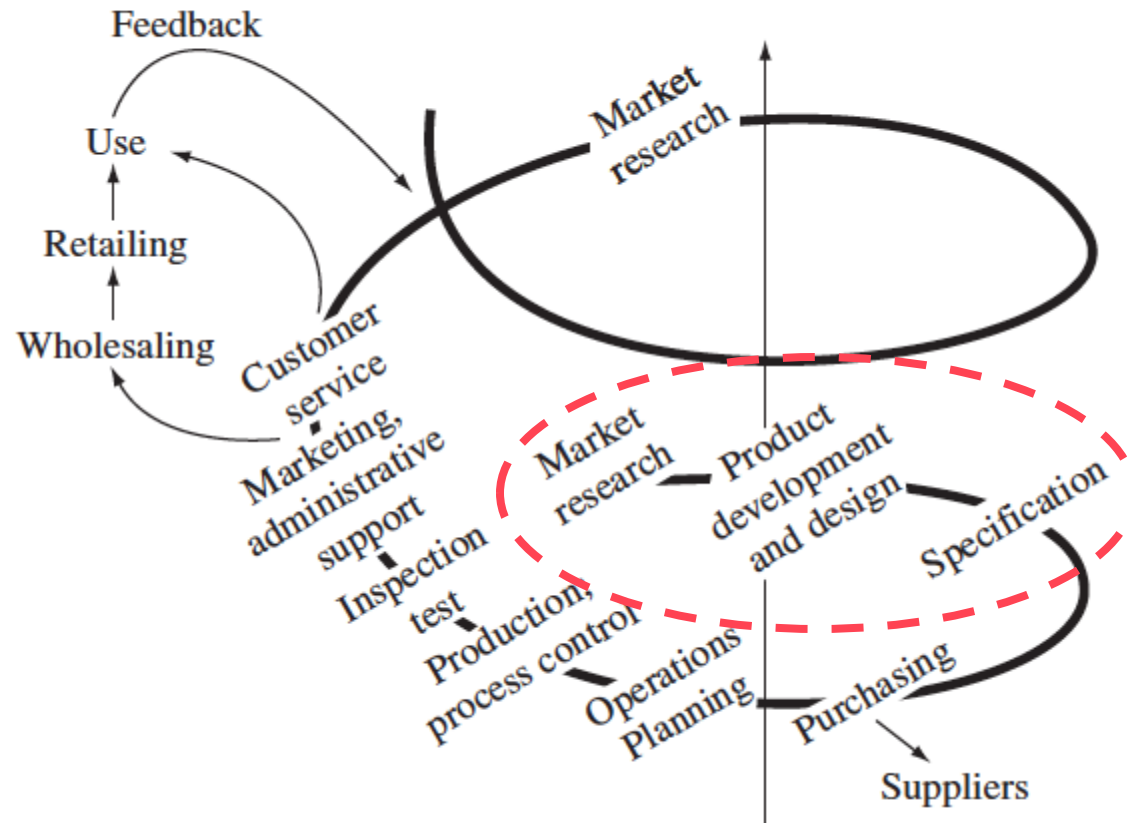 Feedback
Market
research
Use
Retailing
Wholesaling
Customer
service
Marketing,
administrative
support
Inspection
test
Production,
process control
Operations
Planning
Purchasing
Suppliers
Market
research
Product
development
and design
Specification